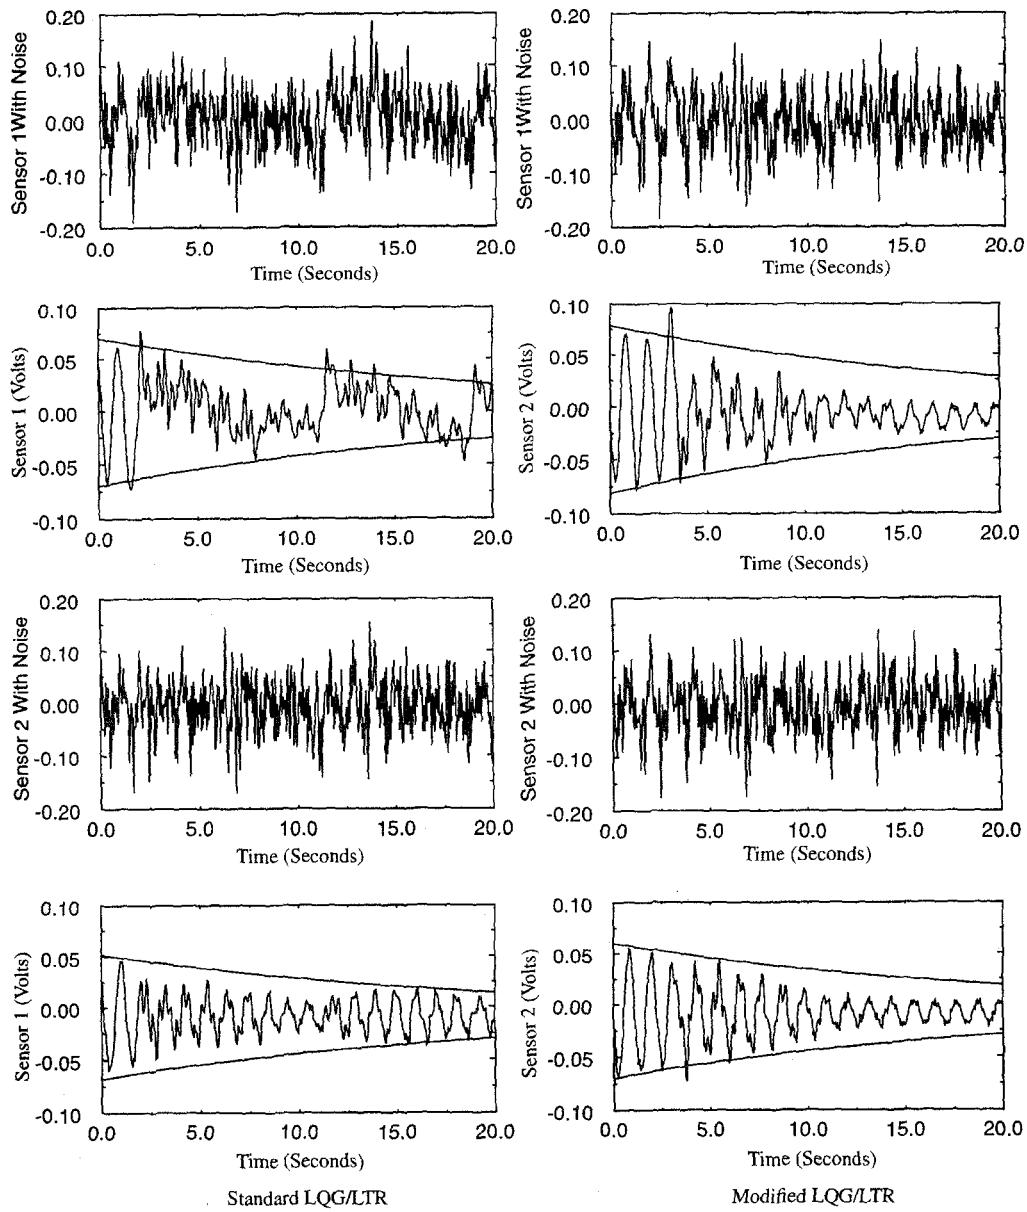 0.20
0.10
0.00
-0.10
-0.20
Sensor 1With Noise
0.0 5.0 10.0 15.0 20.0
Time (Seconds)
0.20
0.10
0.00
-0.10
-0.20
Sensor 1With Noise
0.0 5.0 10.0 15.0 20.0
Time (Seconds)
0.10
0.05
0.00
-0.05
-0.10
Sensor 1 (Volts)
0.0 5.0 10.0 15.0 20.0
Time (Seconds)
0.10
0.05
0.00
-0.05
-0.10
Sensor 2 (Volts)
0.0 5.0 10.0 15.0 20.0
Time (Seconds)
0.20
0.10
0.00
-0.10
-0.20
Sensor 2 With Noise
0.0 5.0 10.0 15.0 20.0
Time (Seconds)
0.20
0.10
0.00
-0.10
-0.20
Sensor 2 With Noise
0.0 5.0 10.0 15.0 20.0
Time (Seconds)
0.10
0.05
0.00
-0.05
-0.10
Sensor 1 (Volts)
0.0 5.0 10.0 15.0 20.0
Time (Seconds)
0.10
0.05
0.00
-0.05
-0.10
Sensor 2 (Volts)
0.0 5.0 10.0 15.0 20.0
Time (Seconds)
Standard LQG/LTR
Modified LQG/LTR